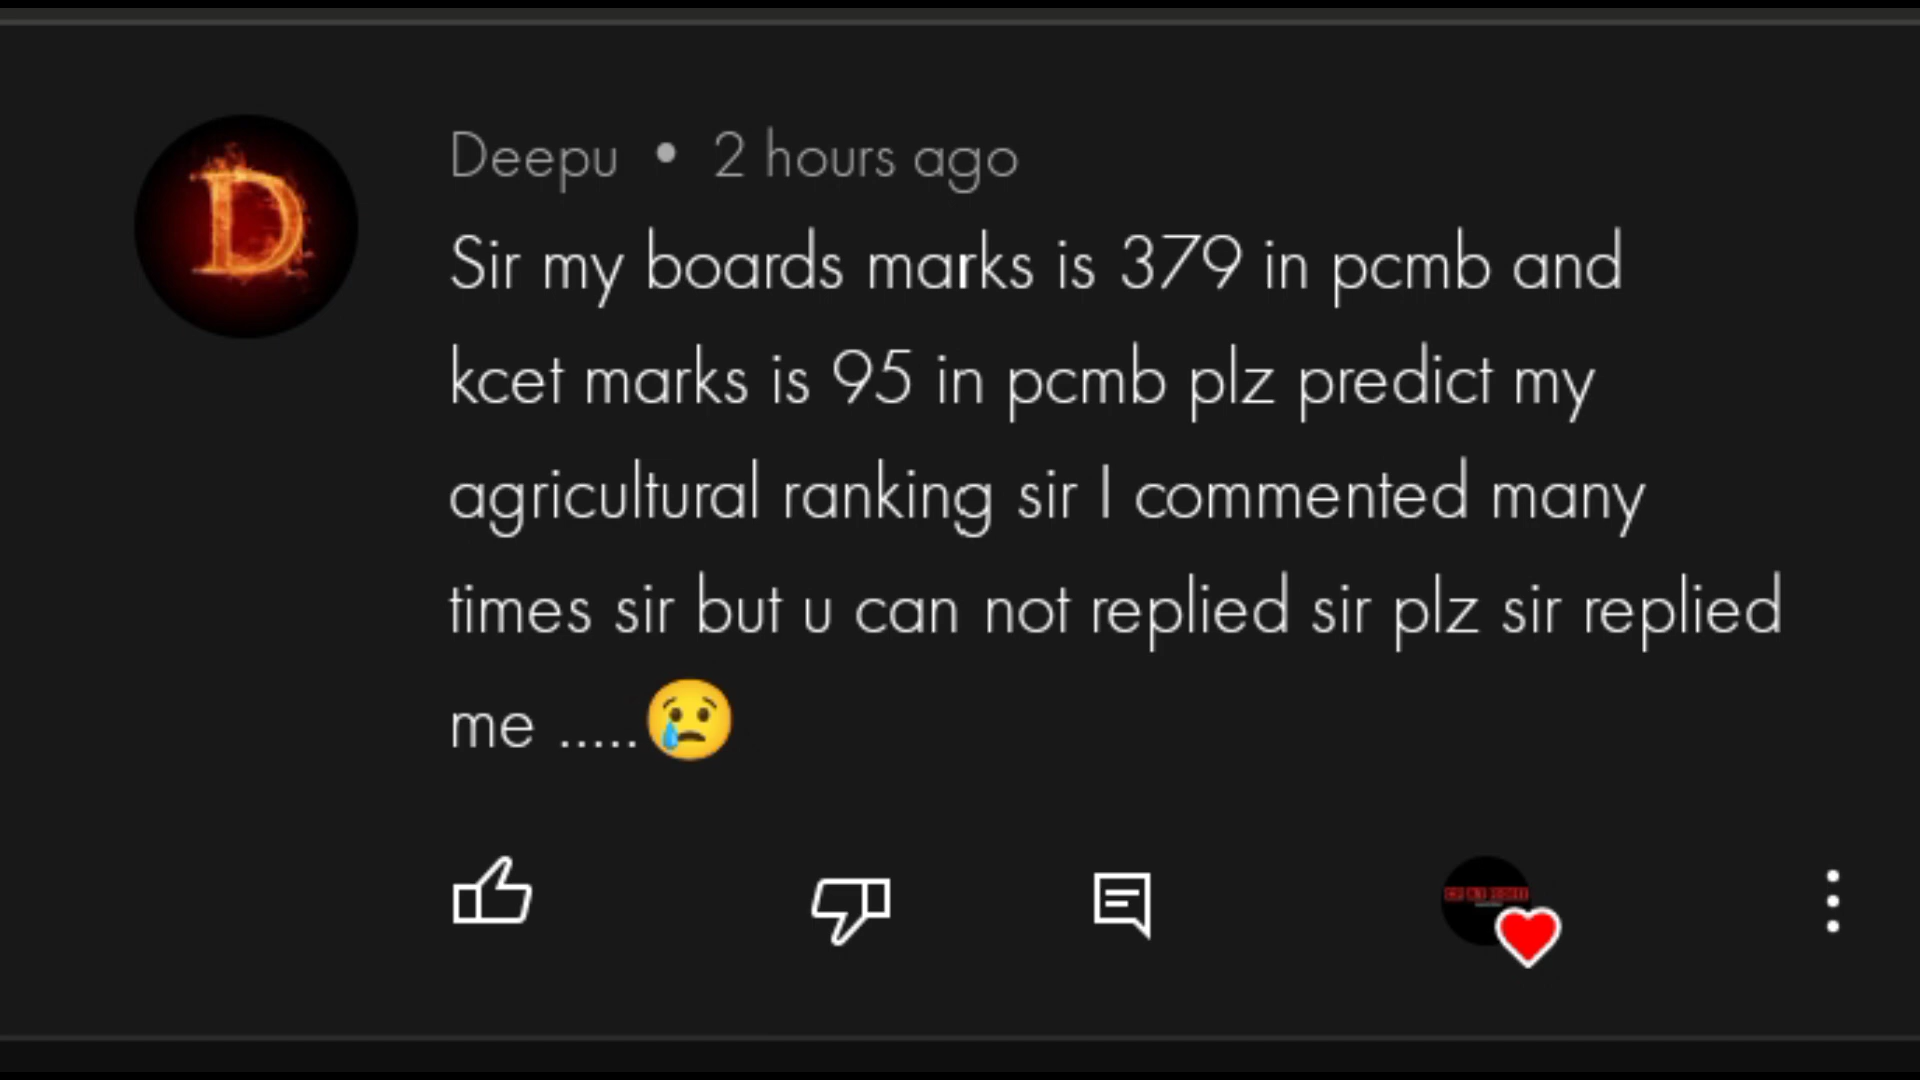 D
Deepu • 2 hours ago
Sir my boards marks is 379 in pcmb and
kcet marks is 95 in pcmb plz predict my
agricultural ranking sir I commented many
times sir but u can not replied sir plz sir replied
me .....😢